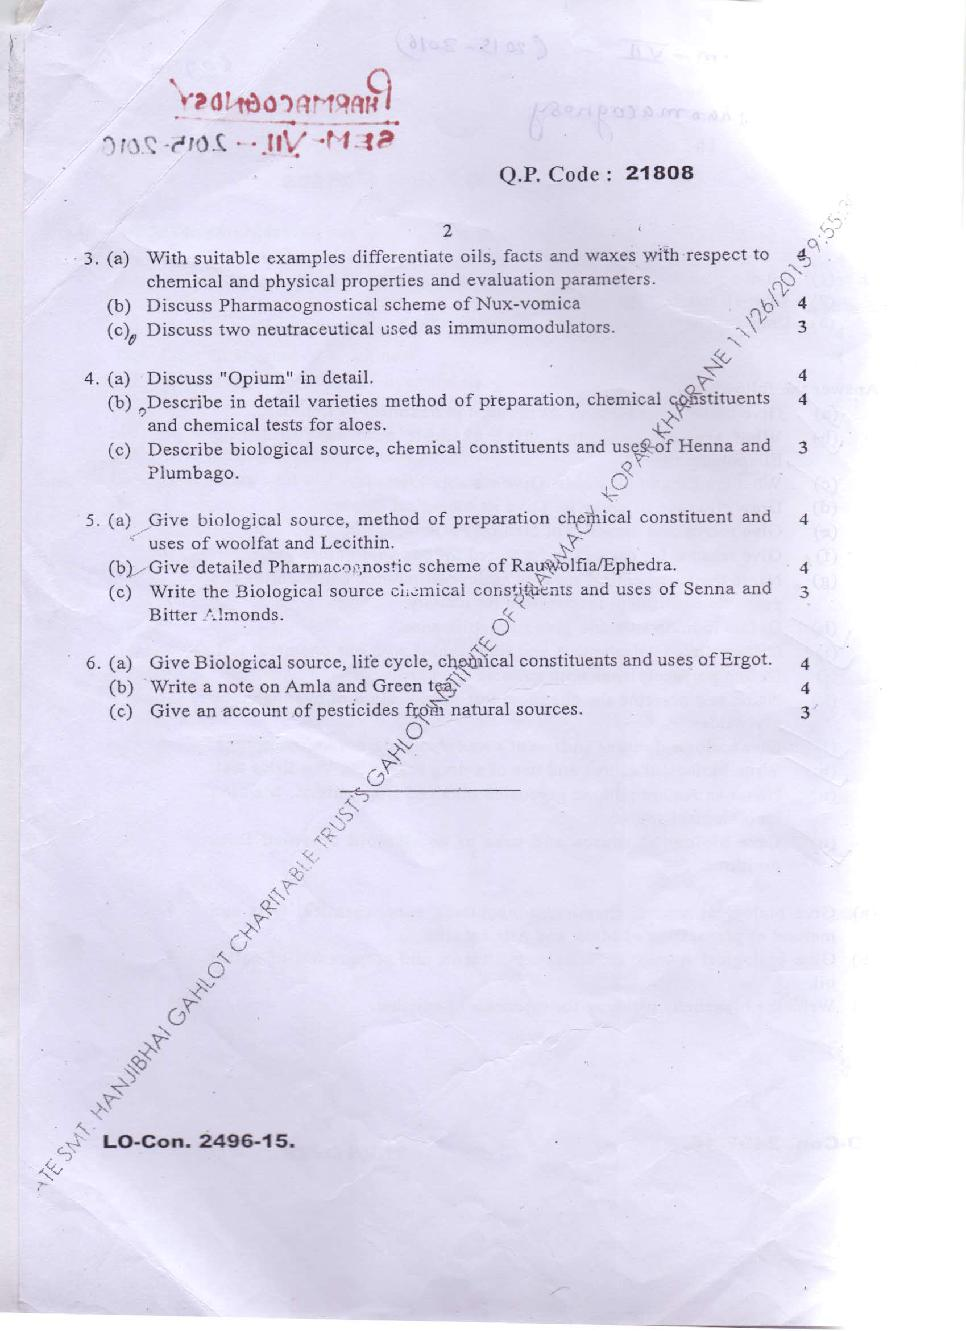 PHARMACOGNOSY
SEM-VII - 2015-2016
Q.P. Code : 21808
2
3. (a) With suitable examples differentiate oils, facts and waxes with respect to 4
chemical and physical properties and evaluation parameters.
(b) Discuss Pharmacognostical scheme of Nux-vomica 4
(c) Discuss two neutraceutical used as immunomodulators. 3
4. (a) Discuss "Opium" in detail. 4
(b) Describe in detail varieties method of preparation, chemical constituents 4
and chemical tests for aloes.
(c) Describe biological source, chemical constituents and uses of Henna and 3
Plumbago.
5. (a) Give biological source, method of preparation chemical constituent and 4
uses of woolfat and Lecithin.
(b) Give detailed Pharmacognostic scheme of Rauwolfia/Ephedra. 4
(c) Write the Biological source chemical constituents and uses of Senna and 3
Bitter Almonds.
6. (a) Give Biological source, life cycle, chemical constituents and uses of Ergot. 4
(b) Write a note on Amla and Green tea. 4
(c) Give an account of pesticides from natural sources. 3
ATE SMT. HANJIBHAI GAHLOT CHARITABLE TRUST'S GAHLOT INSTITUTE OF PHARMACY KOPAR KHARANE 11/26/2015 9:55:3
LO-Con. 2496-15.